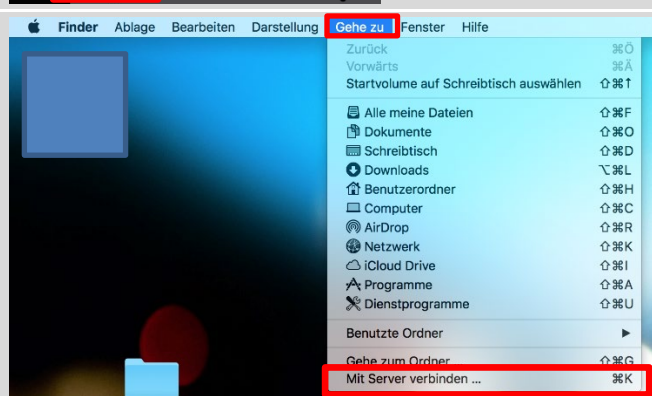 Finder Ablage Bearbeiten Darstellung Gehe zu Fenster Hilfe
Zurück ⌘Ö
Vorwärts ⌘Ä
Startvolume auf Schreibtisch auswählen ⇧⌘↑
Alle meine Dateien ⇧⌘F
Dokumente ⇧⌘O
Schreibtisch ⇧⌘D
Downloads ⌥⌘L
Benutzerordner ⇧⌘H
Computer ⇧⌘C
AirDrop ⇧⌘R
Netzwerk ⇧⌘K
iCloud Drive ⇧⌘I
Programme ⇧⌘A
Dienstprogramme ⇧⌘U
Benutzte Ordner ▶
Gehe zum Ordner ⇧⌘G
Mit Server verbinden ... ⌘K